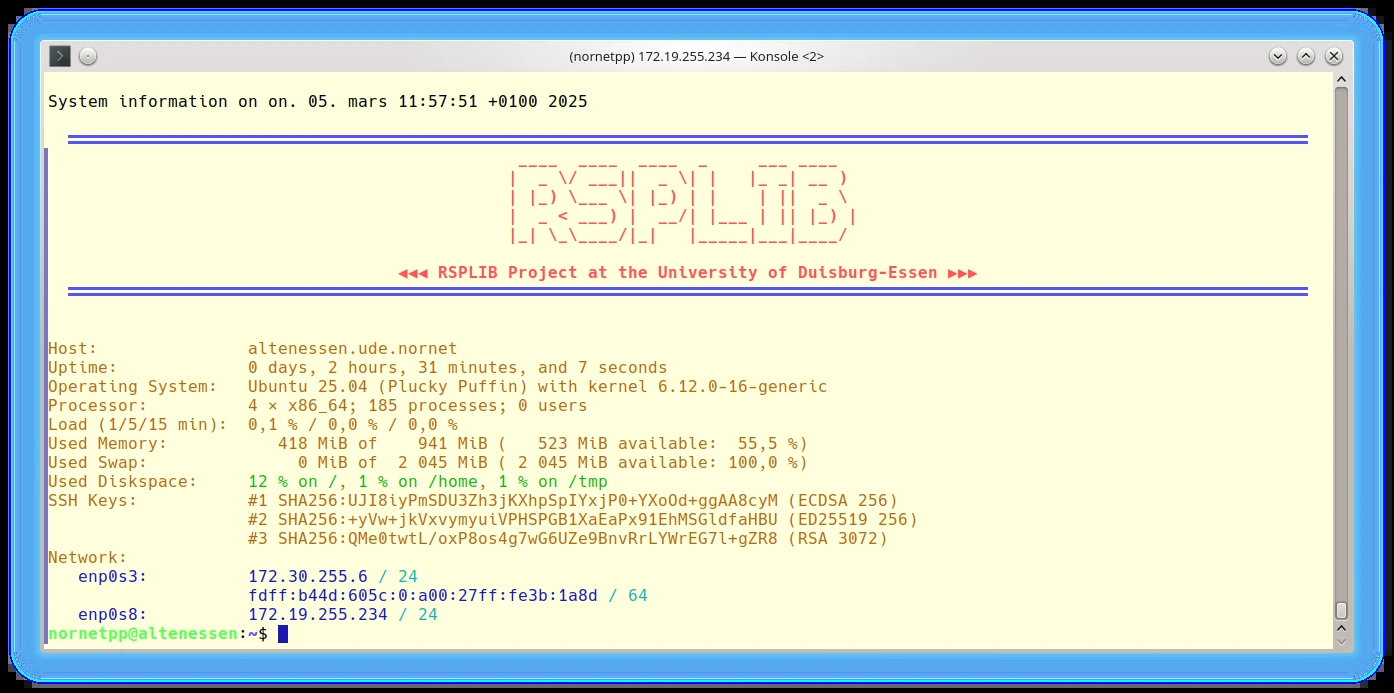 (nornetpp) 172.19.255.234 — Konsole <2>
System information on on. 05. mars 11:57:51 +0100 2025
RSPLIB
◀◀◀ RSPLIB Project at the University of Duisburg-Essen ▶▶▶
Host: altenessen.ude.nornet
Uptime: 0 days, 2 hours, 31 minutes, and 7 seconds
Operating System: Ubuntu 25.04 (Plucky Puffin) with kernel 6.12.0-16-generic
Processor: 4 × x86_64; 185 processes; 0 users
Load (1/5/15 min): 0,1 % / 0,0 % / 0,0 %
Used Memory: 418 MiB of 941 MiB ( 523 MiB available: 55,5 %)
Used Swap: 0 MiB of 2 045 MiB ( 2 045 MiB available: 100,0 %)
Used Diskspace: 12 % on /, 1 % on /home, 1 % on /tmp
SSH Keys: #1 SHA256:UJI8iyPmSDU3Zh3jKXhpSpIYxjP0+YXoOd+ggAA8cyM (ECDSA 256)
#2 SHA256:+yVw+jkVxvymyuiVPHSPGB1XaEaPx91EhMSGldfaHBU (ED25519 256)
#3 SHA256:QMe0twtL/oxP8os4g7wG6UZe9BnvRrLYWrEG7l+gZR8 (RSA 3072)
Network:
enp0s3: 172.30.255.6 / 24
fdff:b44d:605c:0:a00:27ff:fe3b:1a8d / 64
enp0s8: 172.19.255.234 / 24
nornetpp@altenessen:~$